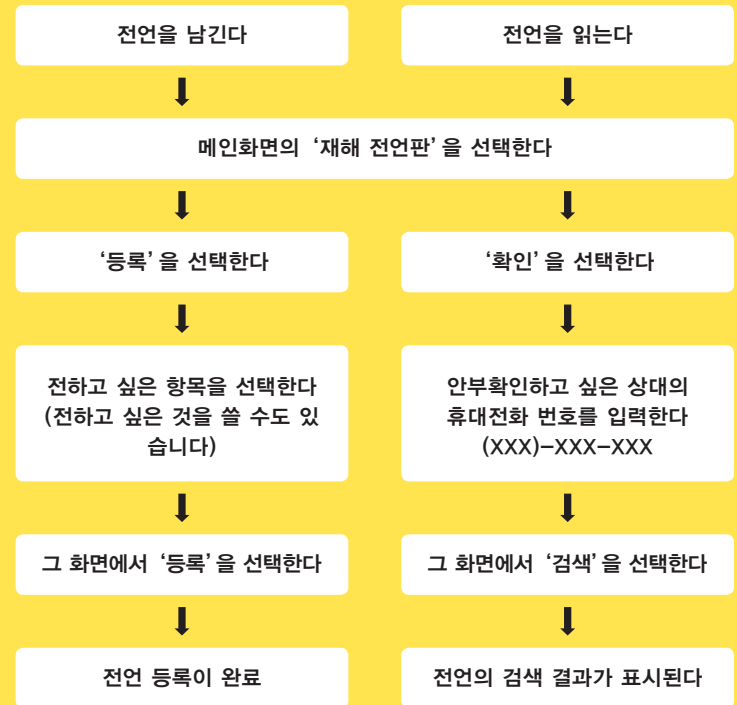 전언을 남긴다
전언을 읽는다
메인화면의 ‘재해 전언판’을 선택한다
‘등록’을 선택한다
‘확인’을 선택한다
전하고 싶은 항목을 선택한다
(전하고 싶은 것을 쓸 수도 있
습니다)
안부확인하고 싶은 상대의
휴대전화 번호를 입력한다
(XXX)–XXX–XXX
그 화면에서 ‘등록’을 선택한다
그 화면에서 ‘검색’을 선택한다
전언 등록이 완료
전언의 검색 결과가 표시된다